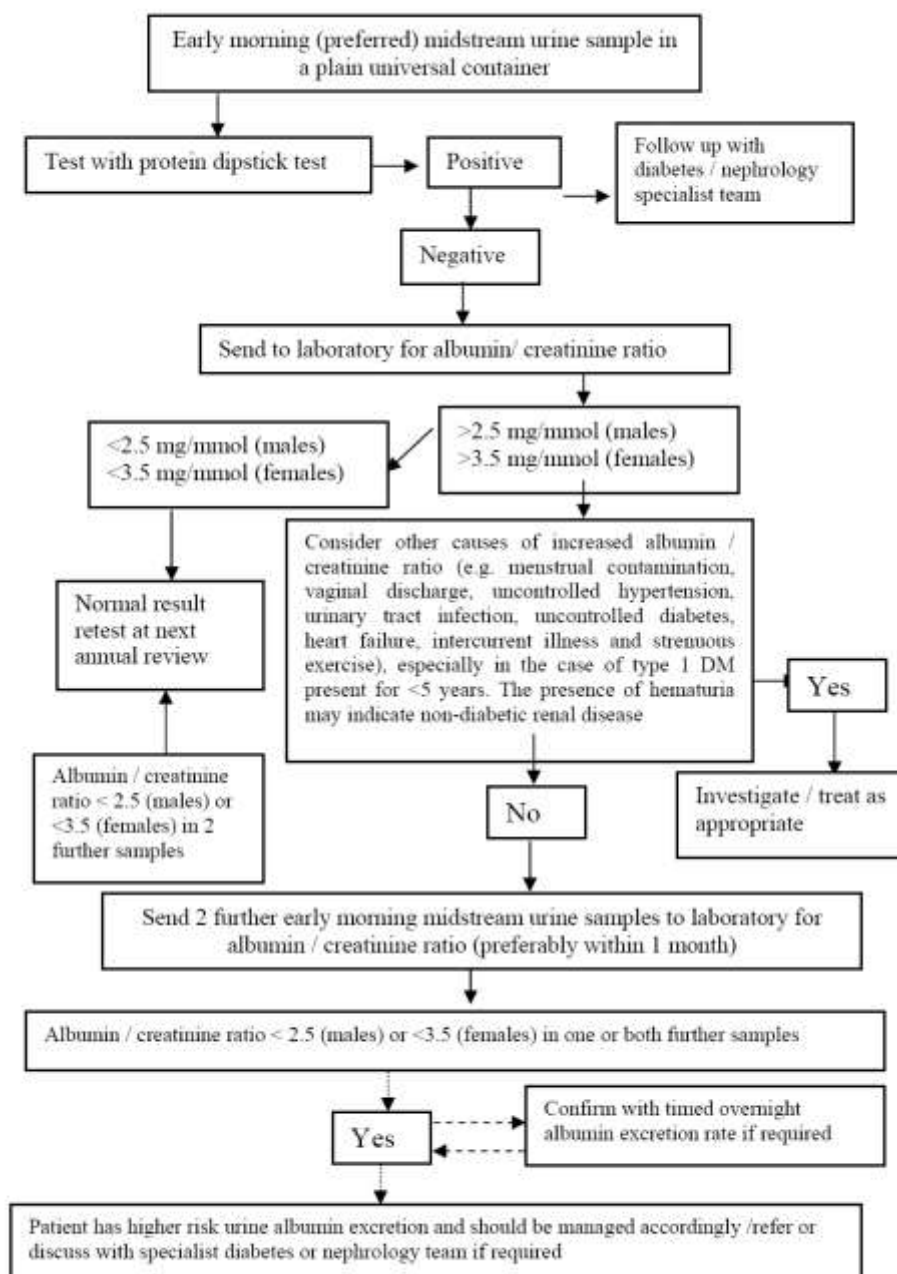 Early morning (preferred) midstream urine sample in
a plain universal container
Test with protein dipstick test
Positive
Follow up with
diabetes / nephrology
specialist team
Negative
Send to laboratory for albumin/ creatinine ratio
<2.5 mg/mmol (males)
<3.5 mg/mmol (females)
>2.5 mg/mmol (males)
>3.5 mg/mmol (females)
Consider other causes of increased albumin /
creatinine ratio (e.g. menstrual contamination,
vaginal discharge, uncontrolled hypertension,
urinary tract infection, uncontrolled diabetes,
heart failure, intercurrent illness and strenuous
exercise), especially in the case of type 1 DM
present for <5 years. The presence of hematuria
may indicate non-diabetic renal disease
Normal result
retest at next
annual review
Yes
Albumin / creatinine
ratio < 2.5 (males) or
<3.5 (females) in 2
further samples
No
Investigate / treat as
appropriate
Send 2 further early morning midstream urine samples to laboratory for
albumin / creatinine ratio (preferably within 1 month)
Albumin / creatinine ratio < 2.5 (males) or <3.5 (females) in one or both further samples
Yes
Confirm with timed overnight
albumin excretion rate if required
Patient has higher risk urine albumin excretion and should be managed accordingly /refer or
discuss with specialist diabetes or nephrology team if required